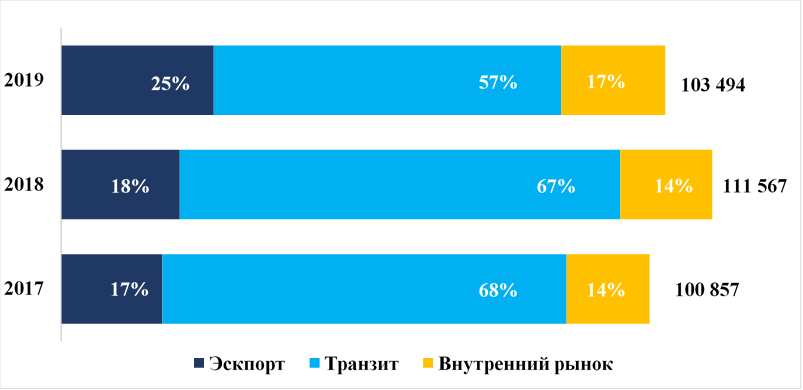 2019 25% 57% 17% 103 494
2018 18% 67% 14% 111 567
2017 17% 68% 14% 100 857
Эскпорт Транзит Внутренний рынок